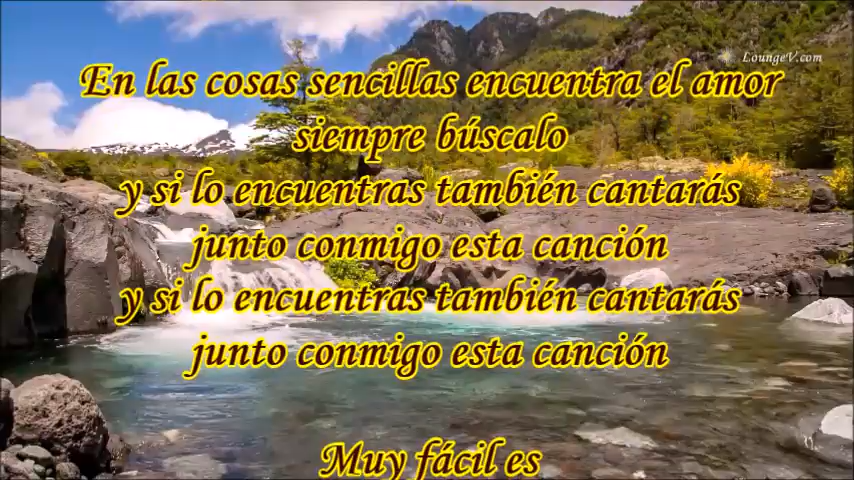 LoungeV.com
En las cosas sencillas encuentra el amor
siempre búscalo
y si lo encuentras también cantarás
junto conmigo esta canción
y si lo encuentras también cantarás
junto conmigo esta canción
Muy fácil es